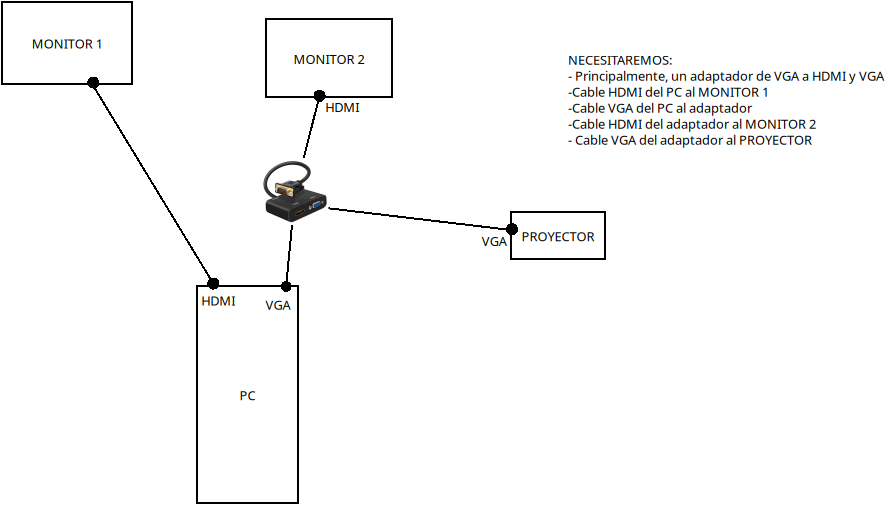 MONITOR 1
MONITOR 2
HDMI
NECESITAREMOS:
- Principalmente, un adaptador de VGA a HDMI y VGA
-Cable HDMI del PC al MONITOR 1
-Cable VGA del PC al adaptador
-Cable HDMI del adaptador al MONITOR 2
- Cable VGA del adaptador al PROYECTOR
VGA
PROYECTOR
HDMI
VGA
PC